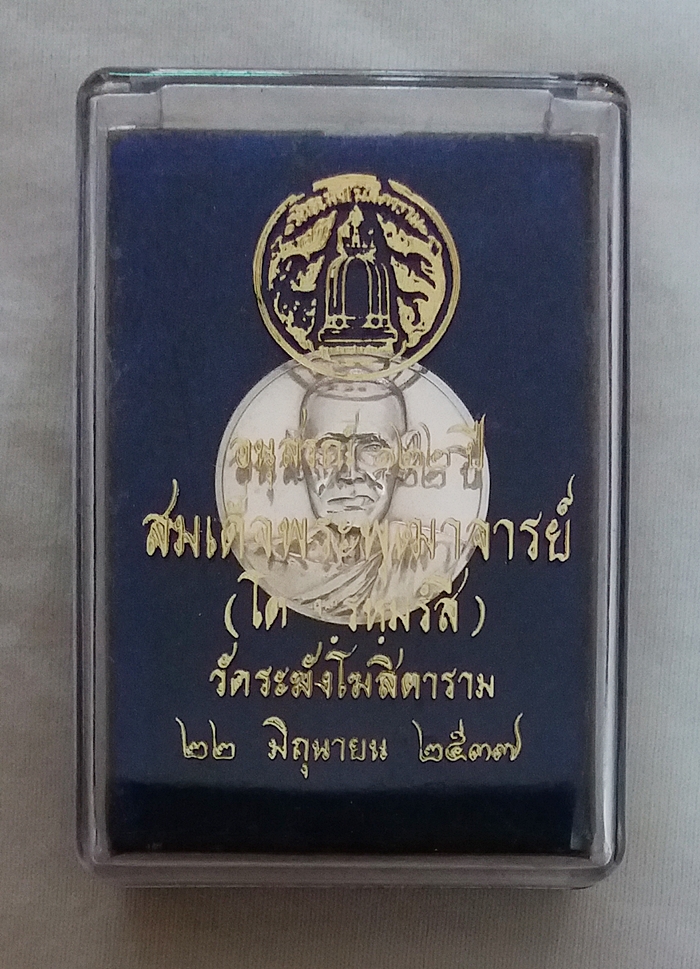 อนุสรณ์ ๑๒๒ ปี
สมเด็จพระพุฒาจารย์
(โต พฺรหฺมรํสี)
วัดระฆังโฆสิตาราม
๒๒ มิถุนายน ๒๕๓๗